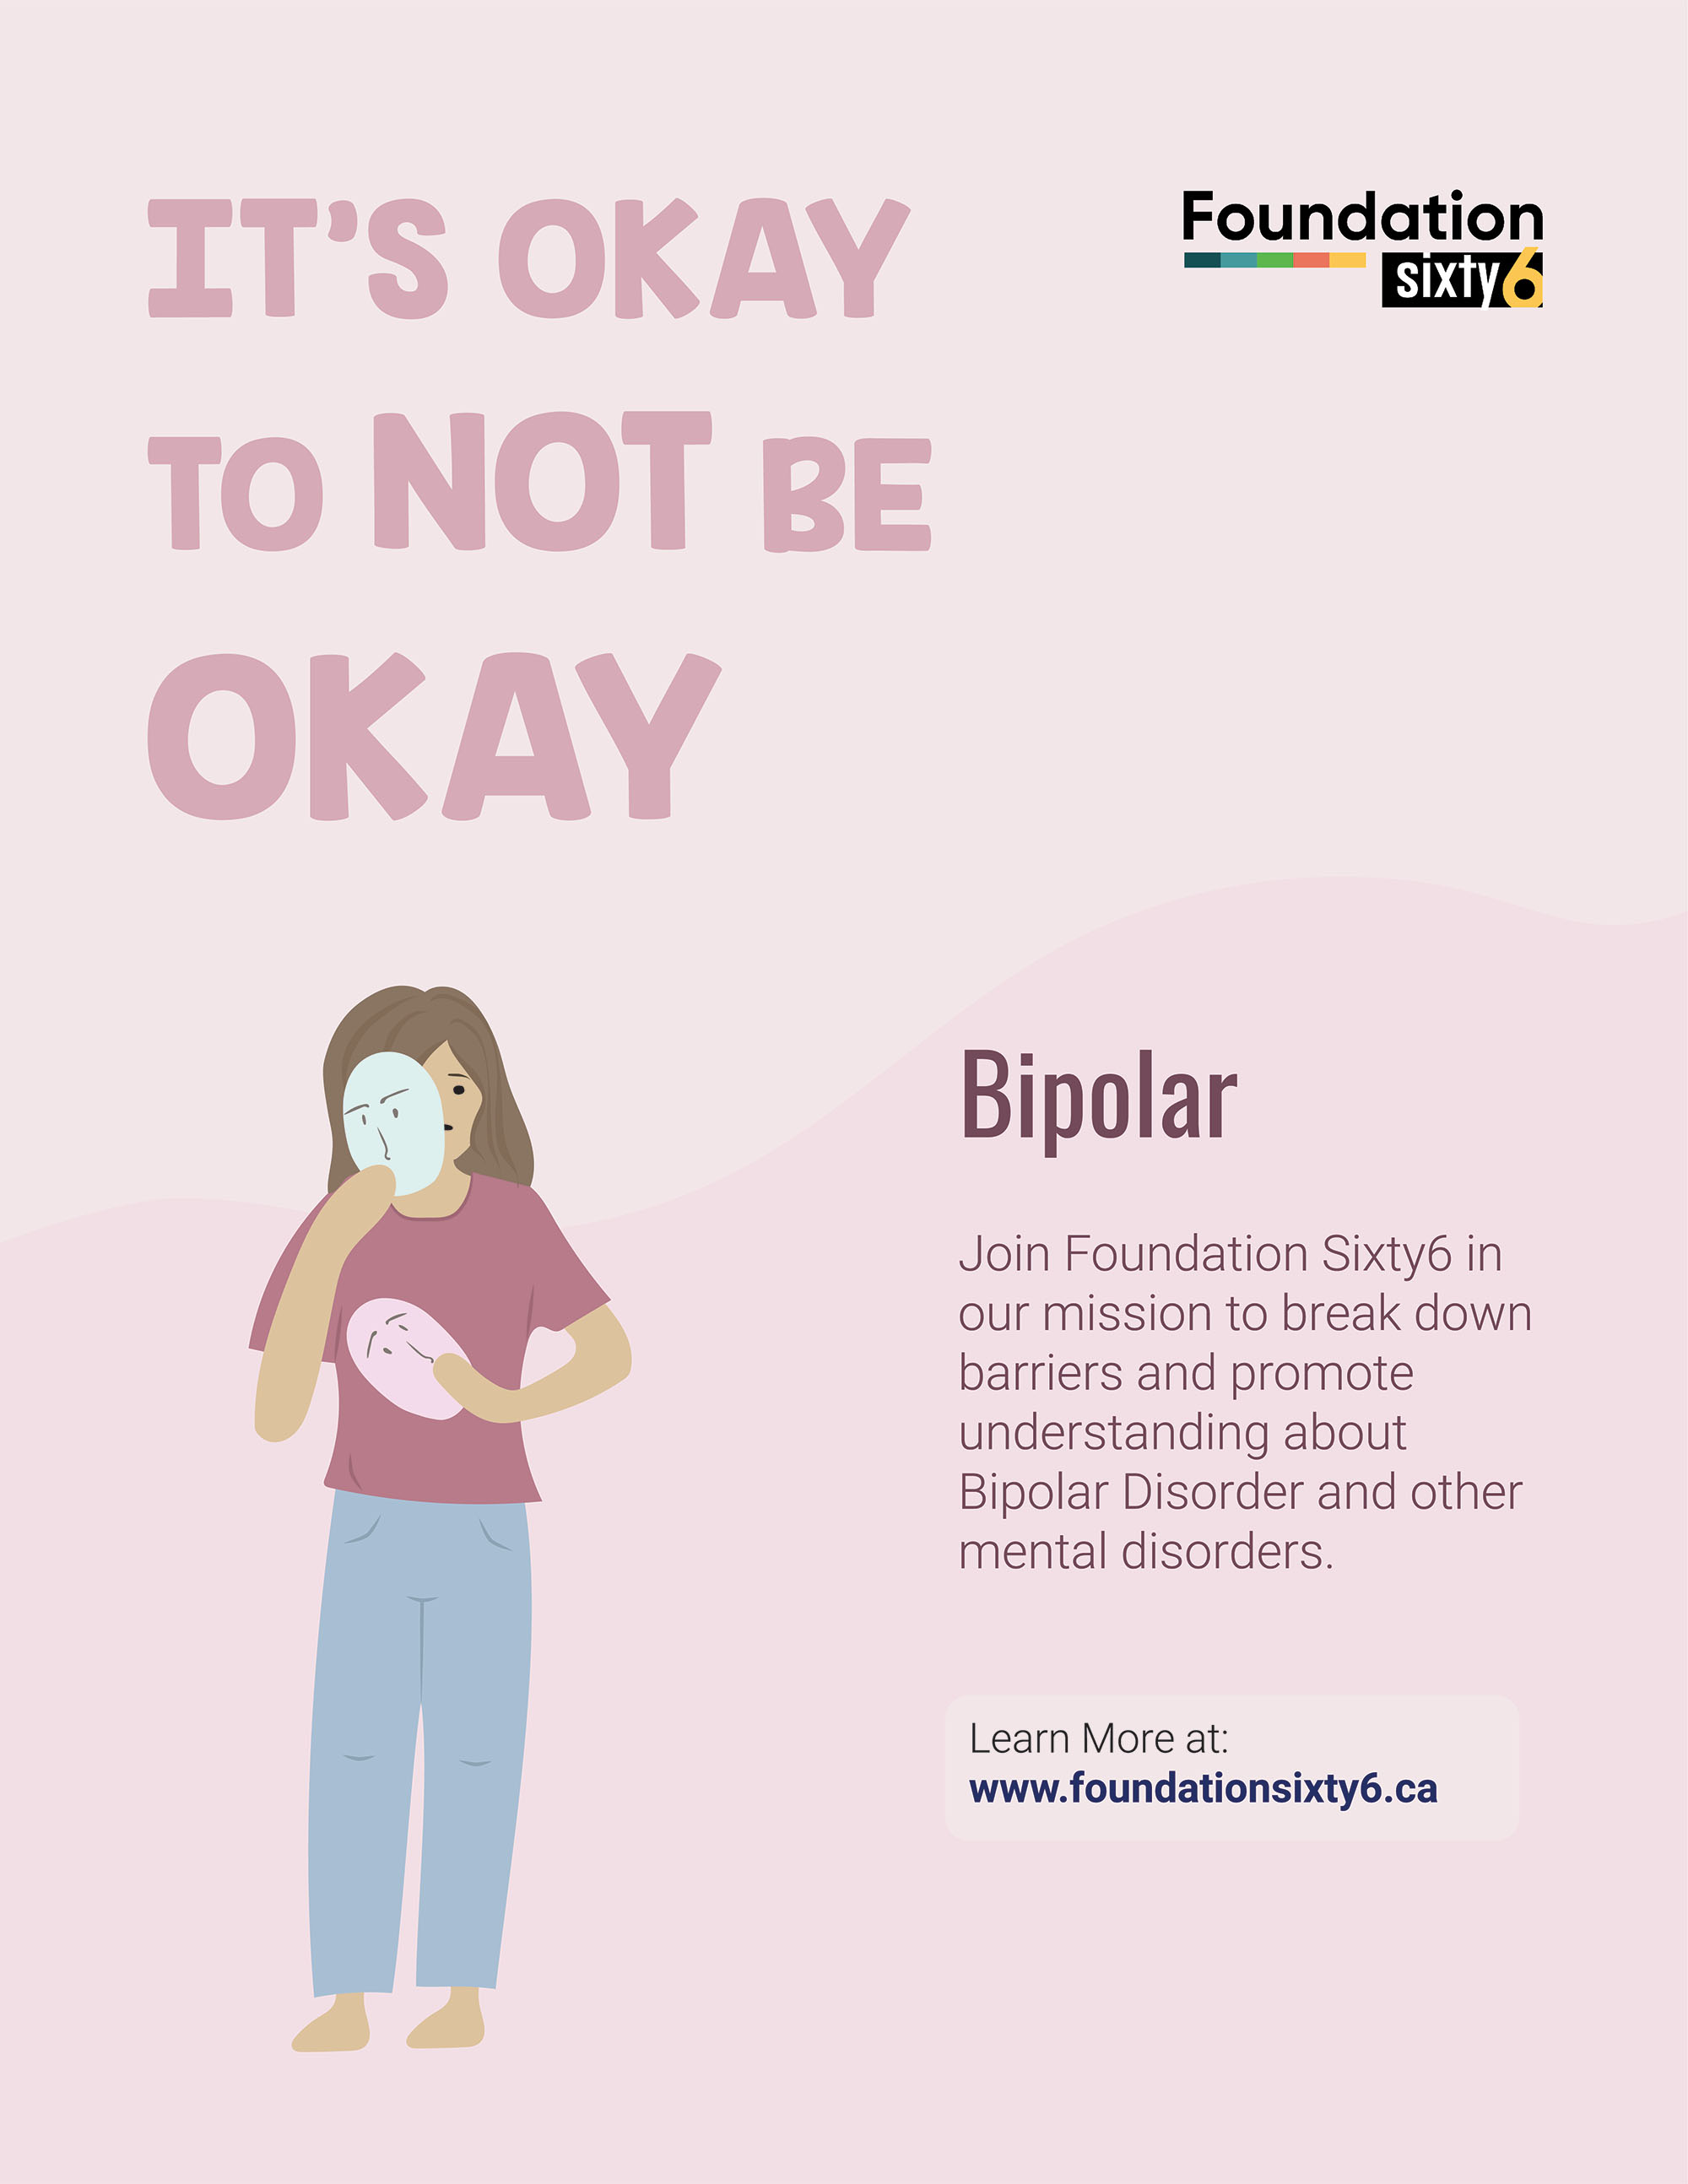 IT'S OKAY
TO NOT BE
OKAY
Foundation
sixty6
Bipolar
Join Foundation Sixty6 in
our mission to break down
barriers and promote
understanding about
Bipolar Disorder and other
mental disorders.
Learn More at:
www.foundationsixty6.ca